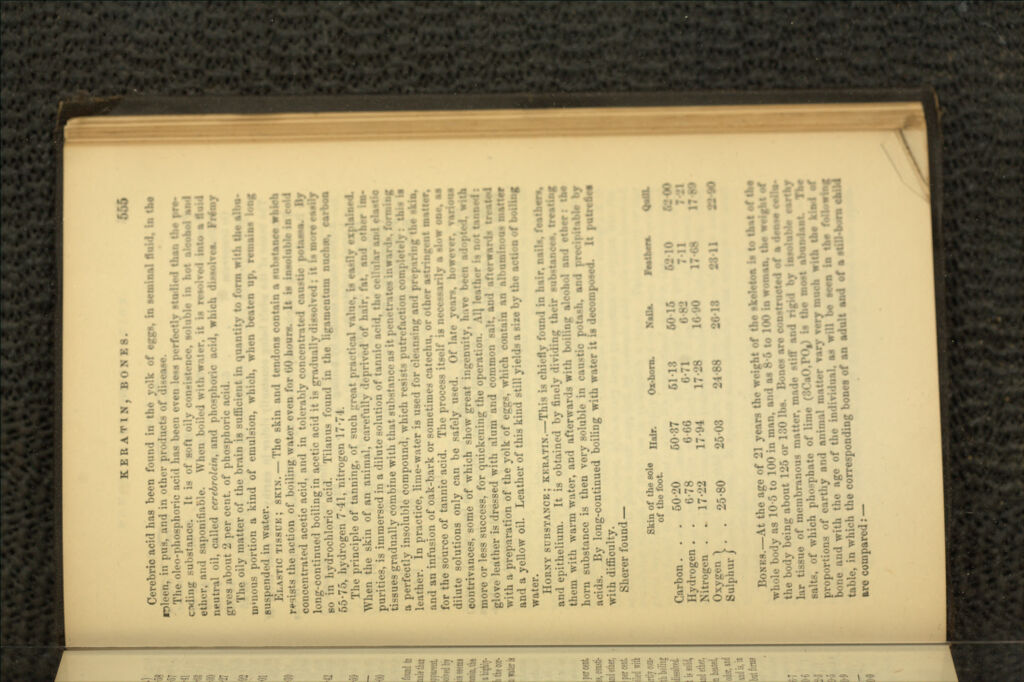 KERATIN, BONES. 555
Cerebric acid has been found in the yolk of eggs, in seminal fluid, in the
spleen, in pus, and in other products of disease.
The oleo-phosphoric acid has been even less perfectly studied than the pre-
ceding substance. It is of soft oily consistence, soluble in hot alcohol and
ether, and saponifiable. When boiled with water, it is resolved into a fluid
neutral oil, called cerebrolein, and phosphoric acid, which dissolves. Frémy
gives about 2 per cent. of phosphoric acid.
The oily matter of the brain is sufficient in quantity to form with the albu-
minous portion a kind of emulsion, which, when beaten up, remains long
suspended in water.
ELASTIC TISSUE; SKIN.—The skin and tendons contain a substance which
resists the action of boiling water even for 60 hours. It is insoluble in cold
concentrated acetic acid, and in tolerably concentrated caustic potassa. By
long-continued boiling in acetic acid it is gradually dissolved; it is more easily
so in hydrochloric acid. Tilanus found in the ligamentum nuchæ, carbon
55·75, hydrogen 7·41, nitrogen 17·74.
The principle of tanning, of such great practical value, is easily explained.
When the skin of an animal, carefully deprived of hair, fat, and other im-
purities, is immersed in a dilute solution of tannic acid, the cellular and elastic
tissues gradually combine with that substance as it penetrates inwards, forming
a perfectly insoluble compound, which resists putrefaction completely: this is
leather. In practice, lime-water is used for cleansing and preparing the skin,
and an infusion of oak-bark or sometimes catechu, or other astringent matter,
for the source of tannic acid. The process itself is necessarily a slow one, as
dilute solutions only can be safely used. Of late years, however, various
contrivances, some of which show great ingenuity, have been adopted, with
more or less success, for quickening the operation. All leather is not tanned:
glove leather is dressed with alum and common salt, and afterwards treated
with a preparation of the yolk of eggs, which contain an albuminous matter
and a yellow oil. Leather of this kind still yields a size by the action of boiling
water.
HORNY SUBSTANCE; KERATIN.—This is chiefly found in hair, nails, feathers,
and epithelium. It is obtained by finely dividing their substances, treating
them with warm water, and afterwards with boiling alcohol and ether: the
horn substance is then very soluble in caustic potash, and precipitable by
acids. By long-continued boiling with water it is decomposed. It putrefies
with difficulty.
Sherer found—
Skin of the sole of the foot. Hair. Ox-horn. Nails. Feathers. Quill.
Carbon . . 50·20 50·37 51·13 50·15 52·10 52·00
Hydrogen . . 6·78 6·66 6·71 6·82 7·11 7·21
Nitrogen . . 17·22 17·94 17·28 16·90 17·68 17·89
Oxygen }
Sulphur } . . 25·80 25·03 24·88 26·13 23·11 22·90
BONES.—At the age of 21 years the weight of the skeleton is to that of the
whole body as 10·5 to 100 in man, and as 8·5 to 100 in woman, the weight of
the body being about 125 or 130 lbs. Bones are constructed of a dense cellu-
lar tissue of membranous matter, made stiff and rigid by insoluble earthy
salts, of which phosphate of lime (3CaO,PO₅) is the most abundant. The
proportions of earthy and animal matter vary very much with the kind of
bone and with the age of the individual, as will be seen in the following
table, in which the corresponding bones of an adult and of a still-born child
are compared:—